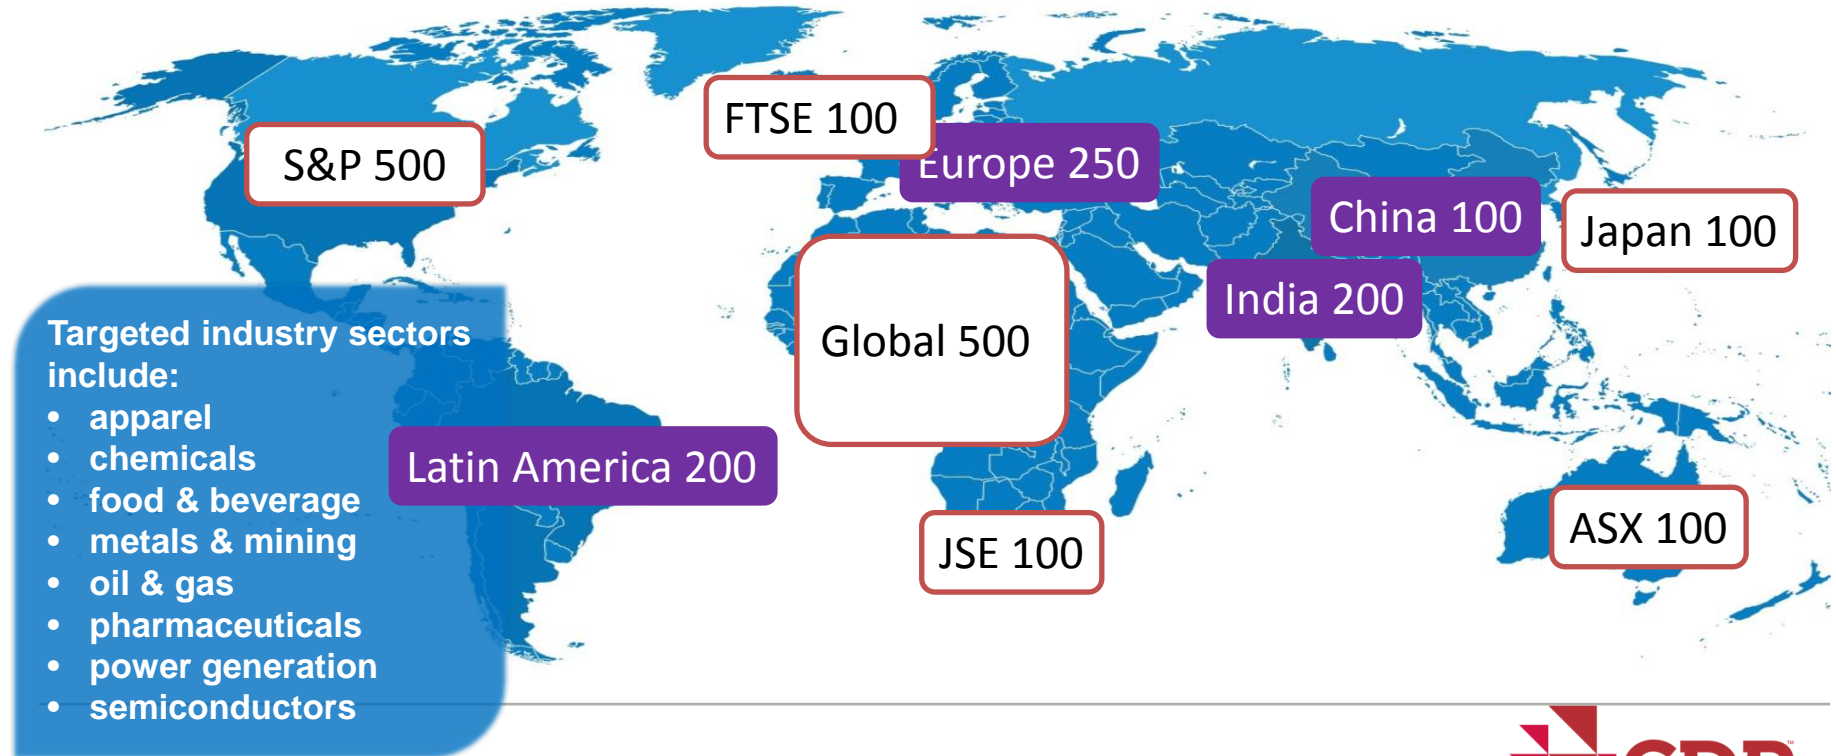 FTSE 100
S&P 500
Europe 250
China 100
Japan 100
India 200
Global 500
Targeted industry sectors
include:
• apparel
• chemicals
• food & beverage
• metals & mining
• oil & gas
• pharmaceuticals
• power generation
• semiconductors
Latin America 200
ASX 100
JSE 100
CDP